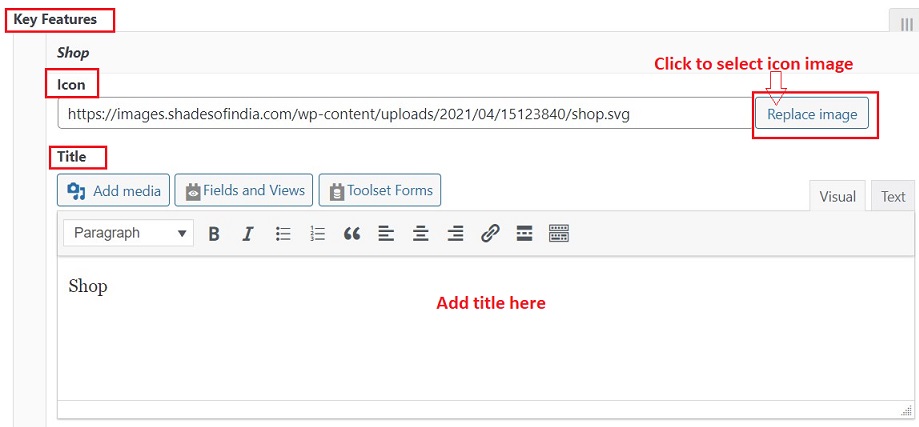 Key Features
Shop
Click to select icon image
Icon
https://images.shadesofindia.com/wp-content/uploads/2021/04/15123840/shop.svg
Replace image
Title
Add media
Fields and Views
Toolset Forms
Visual
Text
Paragraph
B I
Shop
Add title here